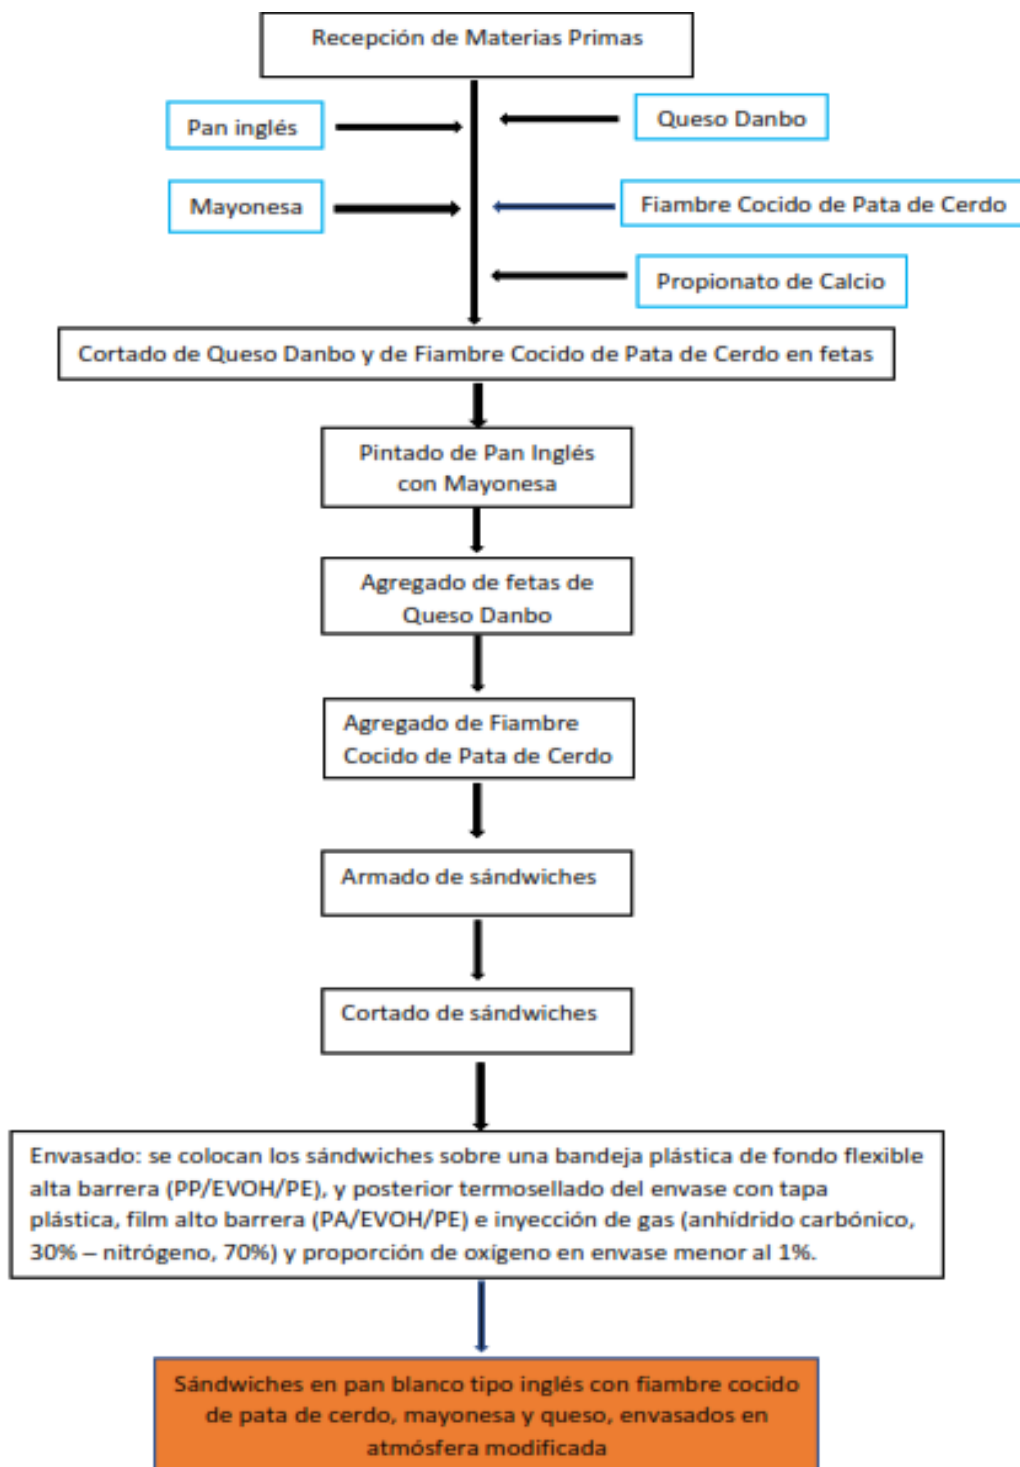 Recepción de Materias Primas
Pan inglés
Queso Danbo
Mayonesa
Fiambre Cocido de Pata de Cerdo
Propionato de Calcio
Cortado de Queso Danbo y de Fiambre Cocido de Pata de Cerdo en fetas
Pintado de Pan Inglés
con Mayonesa
Agregado de fetas de
Queso Danbo
Agregado de Fiambre
Cocido de Pata de Cerdo
Armado de sándwiches
Cortado de sándwiches
Envasado: se colocan los sándwiches sobre una bandeja plástica de fondo flexible
alta barrera (PP/EVOH/PE), y posterior termosellado del envase con tapa
plástica, film alto barrera (PA/EVOH/PE) e inyección de gas (anhídrido carbónico,
30% – nitrógeno, 70%) y proporción de oxígeno en envase menor al 1%.
Sándwiches en pan blanco tipo inglés con fiambre cocido
de pata de cerdo, mayonesa y queso, envasados en
atmósfera modificada